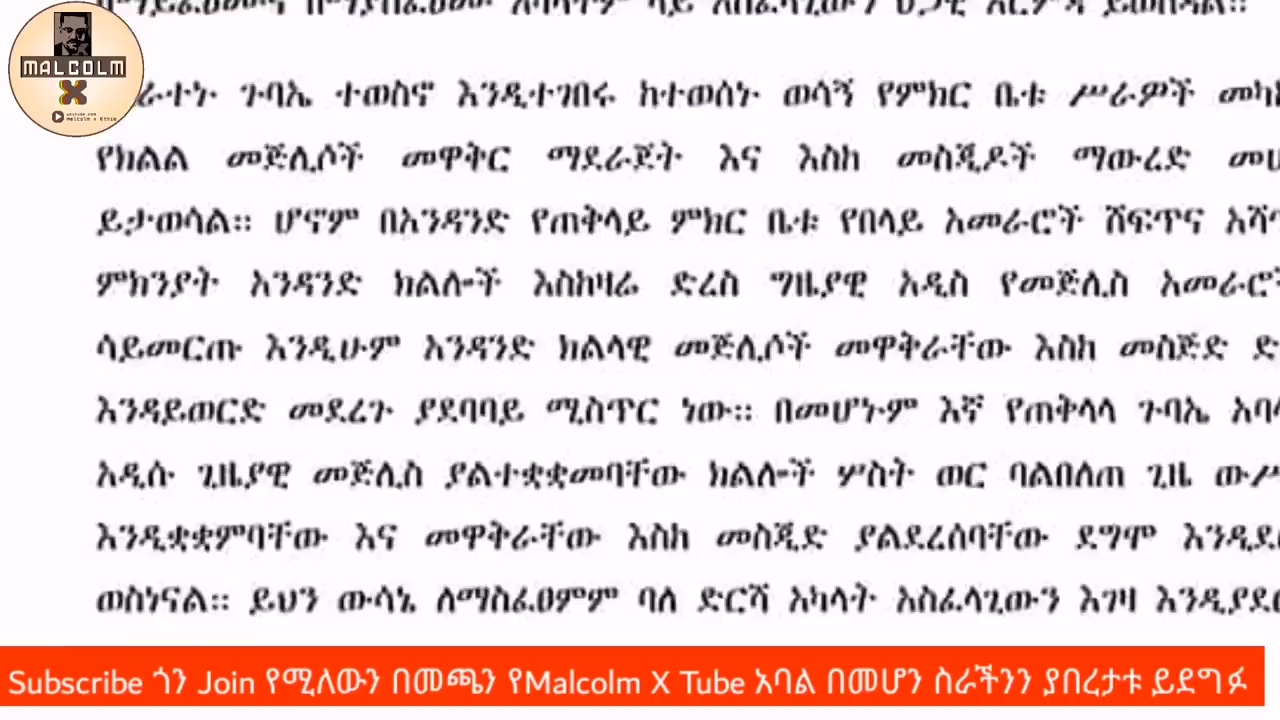 MALCOLM
X
ጉባኤ ተወስኖ እንዲተገበሩ ከተወሰኑ ወሳኝ የምክር ቤቱ ሥራዎች
የክልል መጅሊሶች መዋቅር ማደራጀት እና እስከ መስጂዶች ማውረድ
ይታወሳል። ሆኖም በአንዳንድ የጠቅላይ ምክር ቤቱ የበላይ አመራሮች ሸፍጥና
ምክንያት አንዳንድ ክልሎች እስከዛሬ ድረስ ግዜያዊ አዲስ የመጅሊስ
ሳይመርጡ እንዲሁም አንዳንድ ክልላዊ መጅሊሶች መዋቅራቸው እስከ መስጅድ
እንዳይወርድ መደረጉ ያደባባይ ሚስጥር ነው። በመሆኑም እኛ የጠቅላላ ጉባኤ
አዲሱ ጊዜያዊ መጅሊስ ያልተቋቋመባቸው ክልሎች ሦስት ወር ባልበለጠ ጊዜ
እንዲቋቋምባቸው እና መዋቅራቸው እስከ መስጂድ ያልደረሰባቸው ደግሞ
ወስነናል። ይህን ውሳኔ ለማስፈፀምም ባለ ድርሻ አካላት አስፈላጊውን እገዛ
Subscribe ጎን Join የሚለውን በመጫን የMalcolm X Tube አባል በመሆን ስራችንን ያበረታቱ ይደግፉ